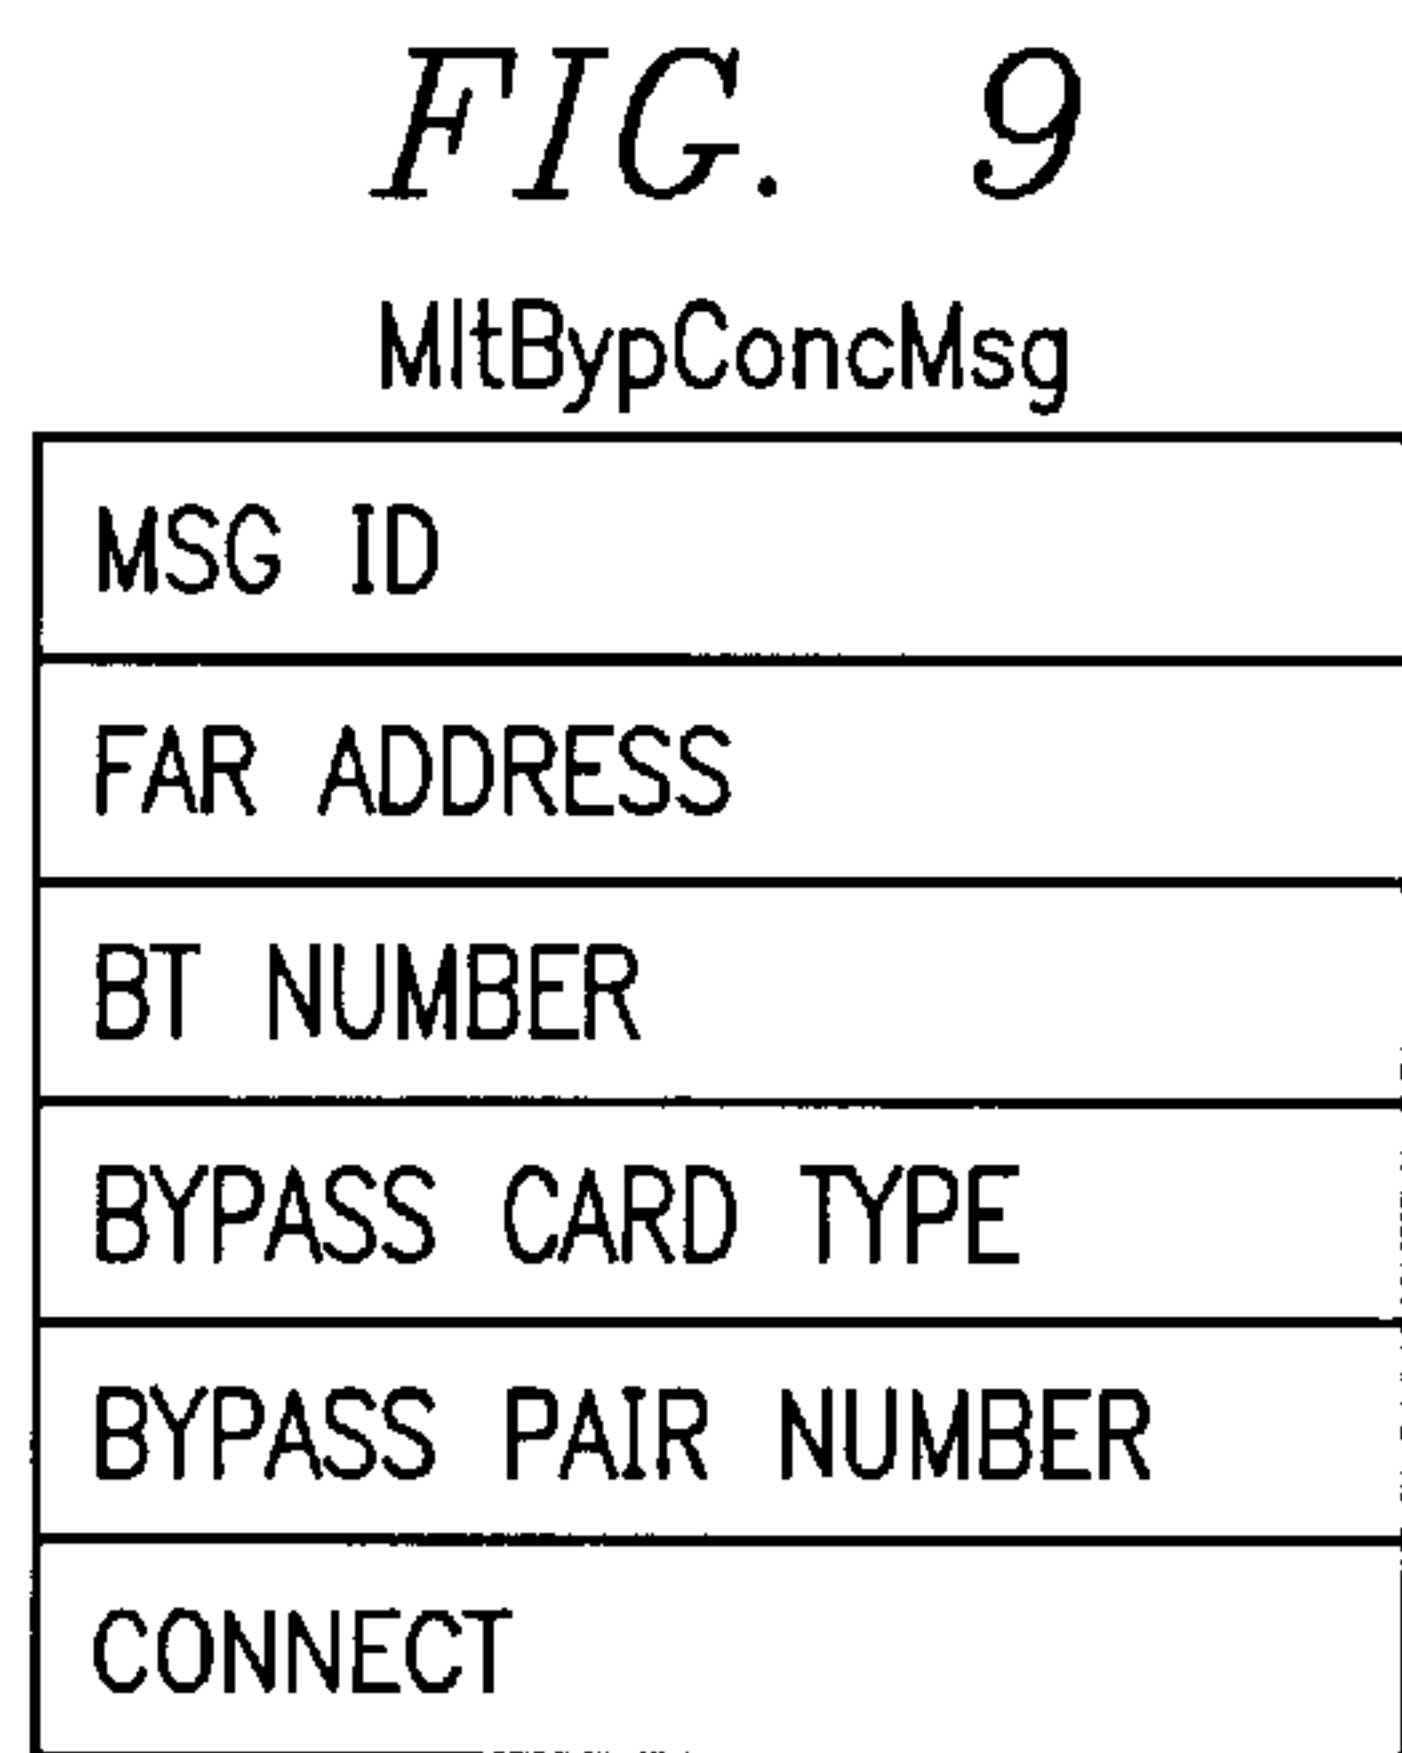 FIG. 9
MltBypConcMsg
MSG ID
FAR ADDRESS
BT NUMBER
BYPASS CARD TYPE
BYPASS PAIR NUMBER
CONNECT